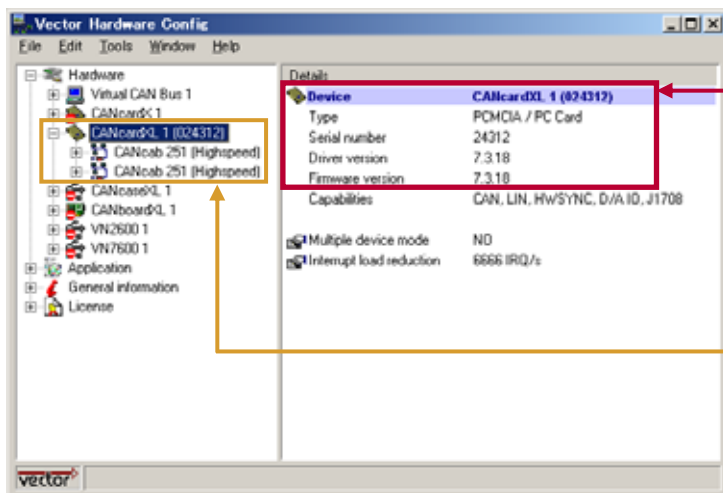 Vector Hardware Config
File Edit Tools Window Help
Hardware
Virtual CAN Bus 1
CANcardX 1
CANcardXL 1 (024312)
CANcab 251 (Highspeed)
CANcab 251 (Highspeed)
CANcaseXL 1
CANboardXL 1
VN2600 1
VN7600 1
Application
General information
License
Details
Device CANcardXL 1 (024312)
Type PCMCIA / PC Card
Serial number 24312
Driver version 7.3.18
Firmware version 7.3.18
Capabilities CAN, LIN, HWSYNC, D/A IO, J1708
Multiple device mode NO
Interrupt load reduction 6666 IRQ/s
vector